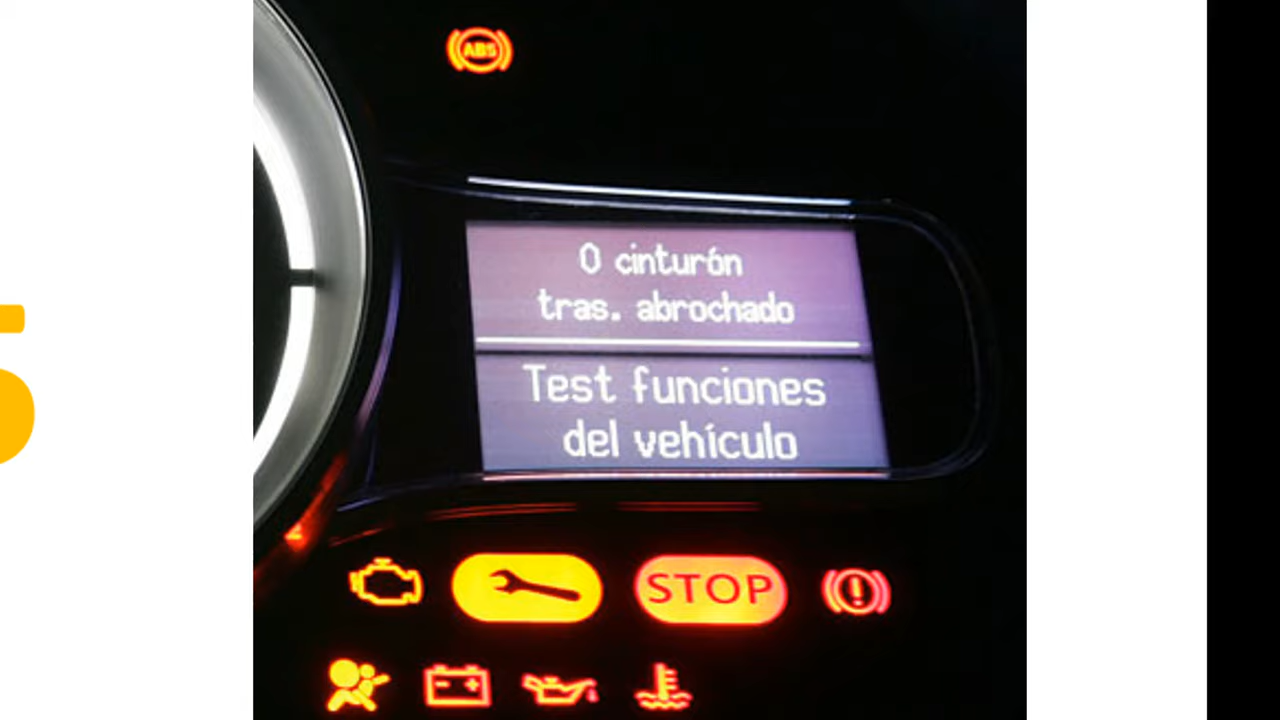 ABS
0 cinturón
tras. abrochado
Test funciones
del vehículo
STOP